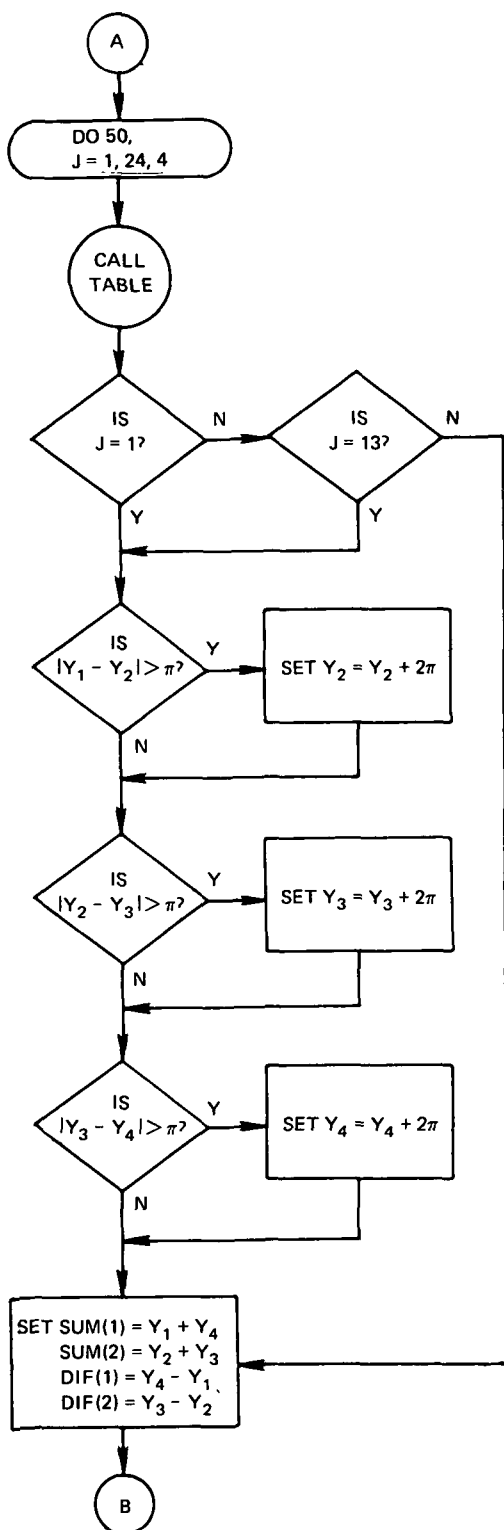 A
DO 50,
J = 1, 24, 4
CALL
TABLE
IS
J = 1?
N
Y
IS
J = 13?
N
Y
IS
|Y₁ − Y₂| > π?
Y
N
SET Y₂ = Y₂ + 2π
IS
|Y₂ − Y₃| > π?
Y
N
SET Y₃ = Y₃ + 2π
IS
|Y₃ − Y₄| > π?
Y
N
SET Y₄ = Y₄ + 2π
SET SUM(1) = Y₁ + Y₄
SUM(2) = Y₂ + Y₃
DIF(1) = Y₄ − Y₁
DIF(2) = Y₃ − Y₂
B